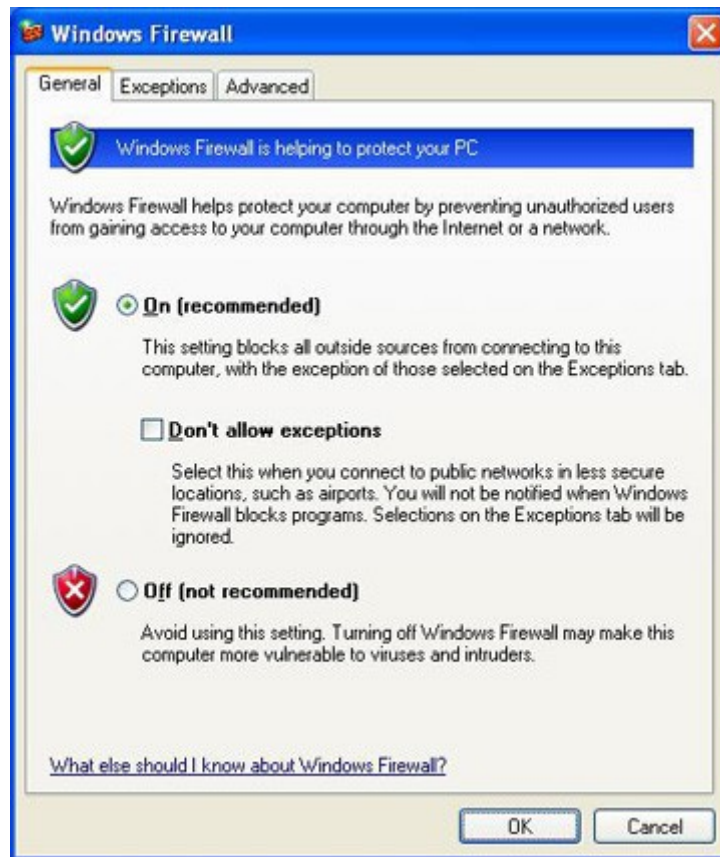 Windows Firewall
General Exceptions Advanced
Windows Firewall is helping to protect your PC
Windows Firewall helps protect your computer by preventing unauthorized users
from gaining access to your computer through the Internet or a network.
On (recommended)
This setting blocks all outside sources from connecting to this
computer, with the exception of those selected on the Exceptions tab.
Don't allow exceptions
Select this when you connect to public networks in less secure
locations, such as airports. You will not be notified when Windows
Firewall blocks programs. Selections on the Exceptions tab will be
ignored.
Off (not recommended)
Avoid using this setting. Turning off Windows Firewall may make this
computer more vulnerable to viruses and intruders.
What else should I know about Windows Firewall?
OK Cancel